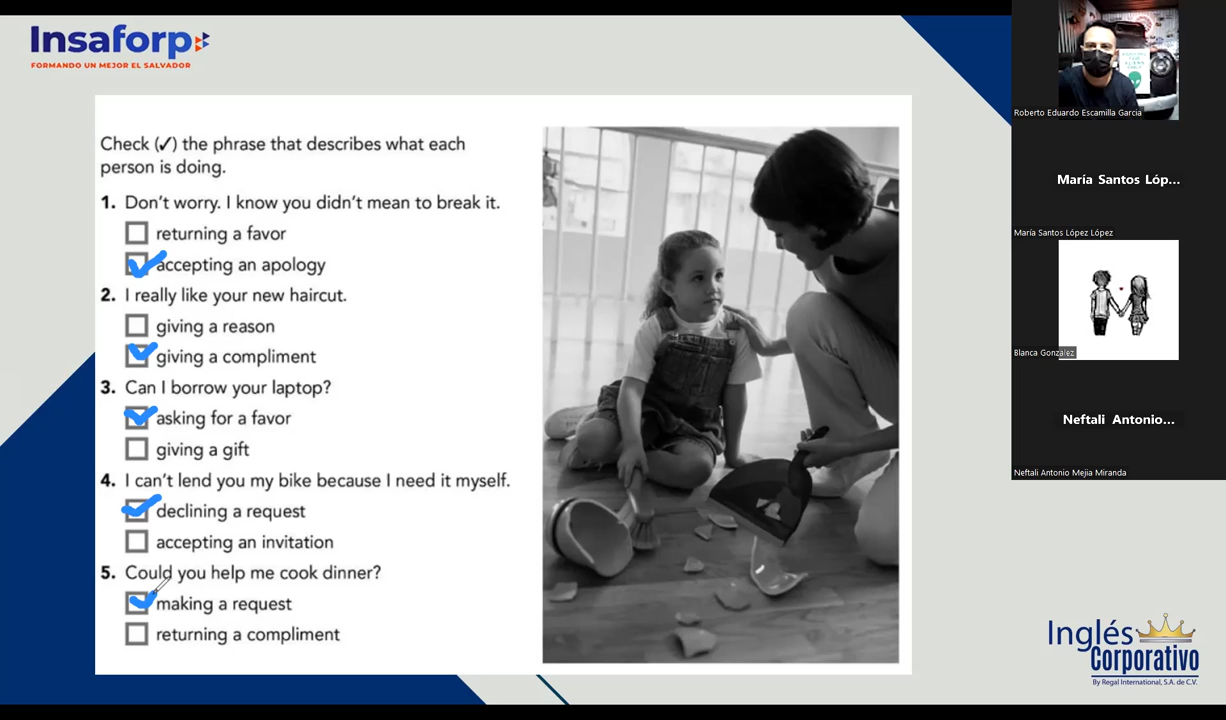 Insaforp
FORMANDO UN MEJOR EL SALVADOR
Check (✓) the phrase that describes what each
person is doing.
1. Don't worry. I know you didn't mean to break it.
returning a favor
accepting an apology
2. I really like your new haircut.
giving a reason
giving a compliment
3. Can I borrow your laptop?
asking for a favor
giving a gift
4. I can't lend you my bike because I need it myself.
declining a request
accepting an invitation
5. Could you help me cook dinner?
making a request
returning a compliment
Roberto Eduardo Escamilla Garcia
María Santos Lóp...
María Santos López López
Blanca González
Neftali Antonio...
Neftali Antonio Mejia Miranda
Inglés
Corporativo
By Regal International, S.A. de C.V.